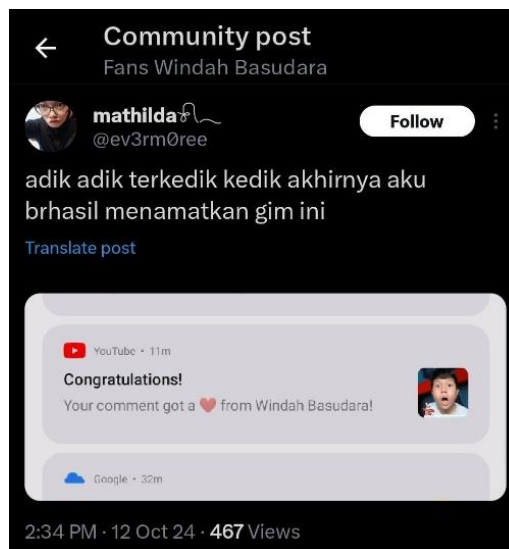 Community post
Fans Windah Basudara
mathilda
@ev3rm0ree
Follow
adik adik terkedik kedik akhirnya aku
brhasil menamatkan gim ini
Translate post
YouTube • 11m
Congratulations!
Your comment got a ❤ from Windah Basudara!
Google • 32m
2:34 PM · 12 Oct 24 · 467 Views